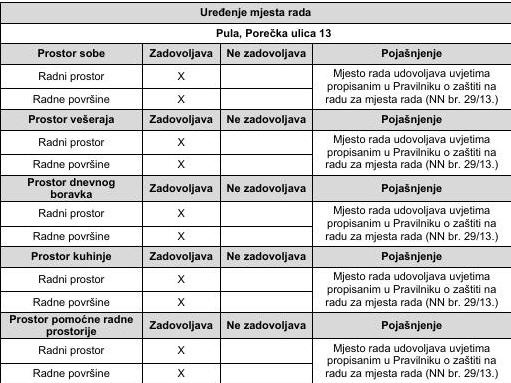 Uređenje mjesta rada
Pula, Porečka ulica 13
Prostor sobe Zadovoljava Ne zadovoljava Pojašnjenje
Radni prostor X
Radne površine X
Mjesto rada udovoljava uvjetima
propisanim u Pravilniku o zaštiti na
radu za mjesta rada (NN br. 29/13.)
Prostor vešeraja Zadovoljava Ne zadovoljava Pojašnjenje
Radni prostor X
Radne površine X
Mjesto rada udovoljava uvjetima
propisanim u Pravilniku o zaštiti na
radu za mjesta rada (NN br. 29/13.)
Prostor dnevnog
boravka Zadovoljava Ne zadovoljava Pojašnjenje
Radni prostor X
Radne površine X
Mjesto rada udovoljava uvjetima
propisanim u Pravilniku o zaštiti na
radu za mjesta rada (NN br. 29/13.)
Prostor kuhinje Zadovoljava Ne zadovoljava Pojašnjenje
Radni prostor X
Radne površine X
Mjesto rada udovoljava uvjetima
propisanim u Pravilniku o zaštiti na
radu za mjesta rada (NN br. 29/13.)
Prostor pomoćne radne
prostorije Zadovoljava Ne zadovoljava Pojašnjenje
Radni prostor X
Radne površine X
Mjesto rada udovoljava uvjetima
propisanim u Pravilniku o zaštiti na
radu za mjesta rada (NN br. 29/13.)